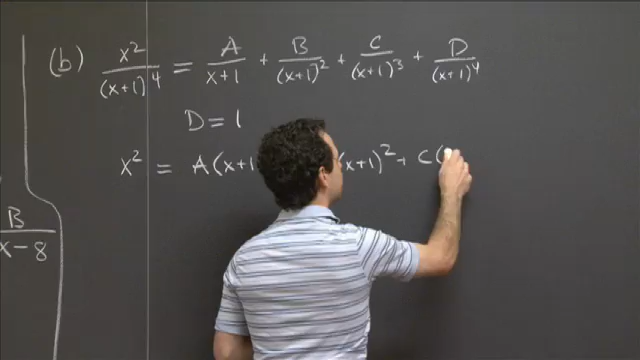 (b) x²/(x+1)⁴ = A/(x+1) + B/(x+1)² + C/(x+1)³ + D/(x+1)⁴
D = 1
x² = A(x+1 (x+1)² + C(
B/(x-8